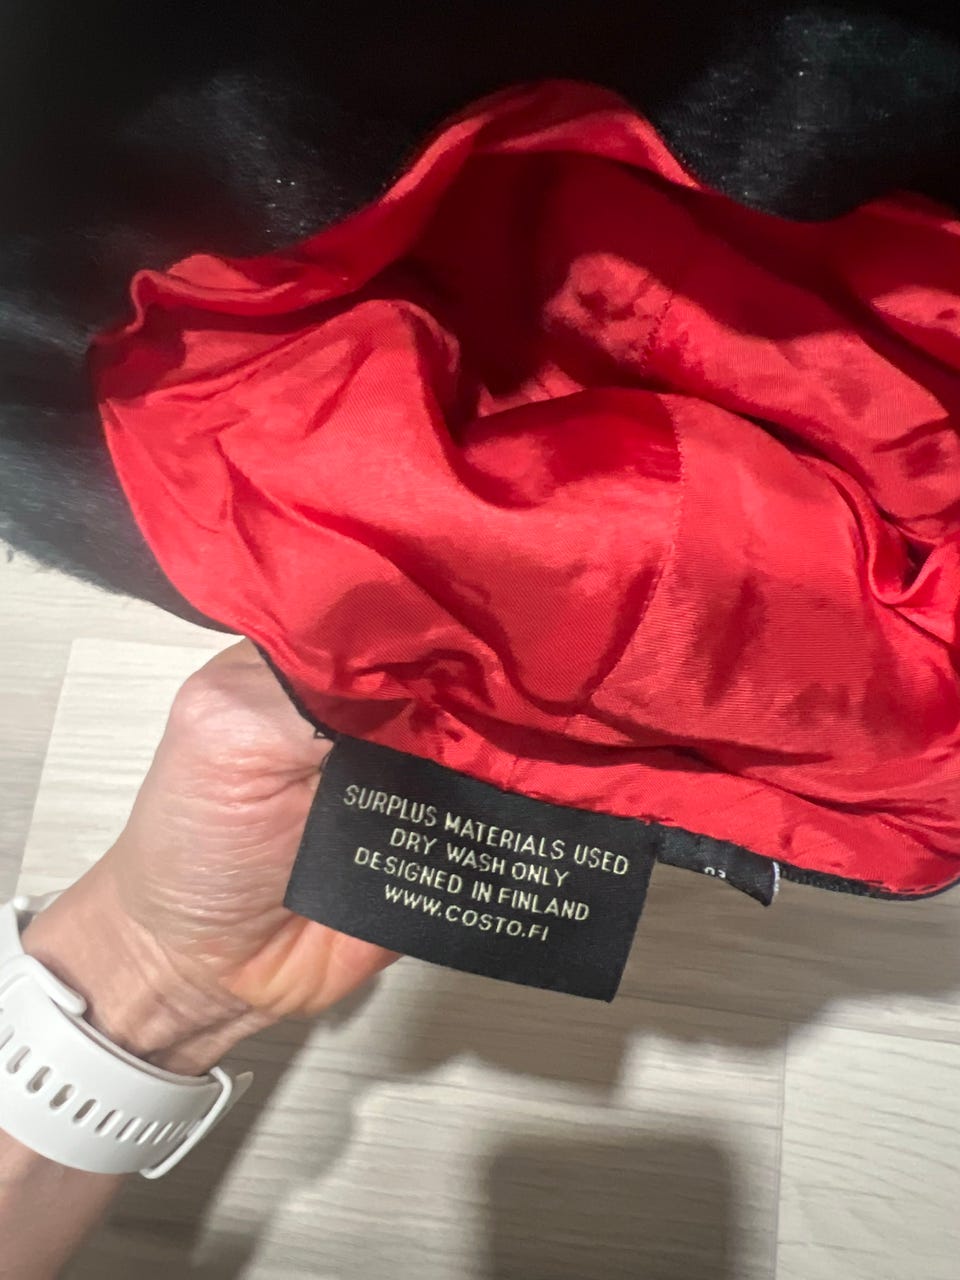 SURPLUS MATERIALS USED
DRY WASH ONLY
DESIGNED IN FINLAND
WWW.COSTO.FI